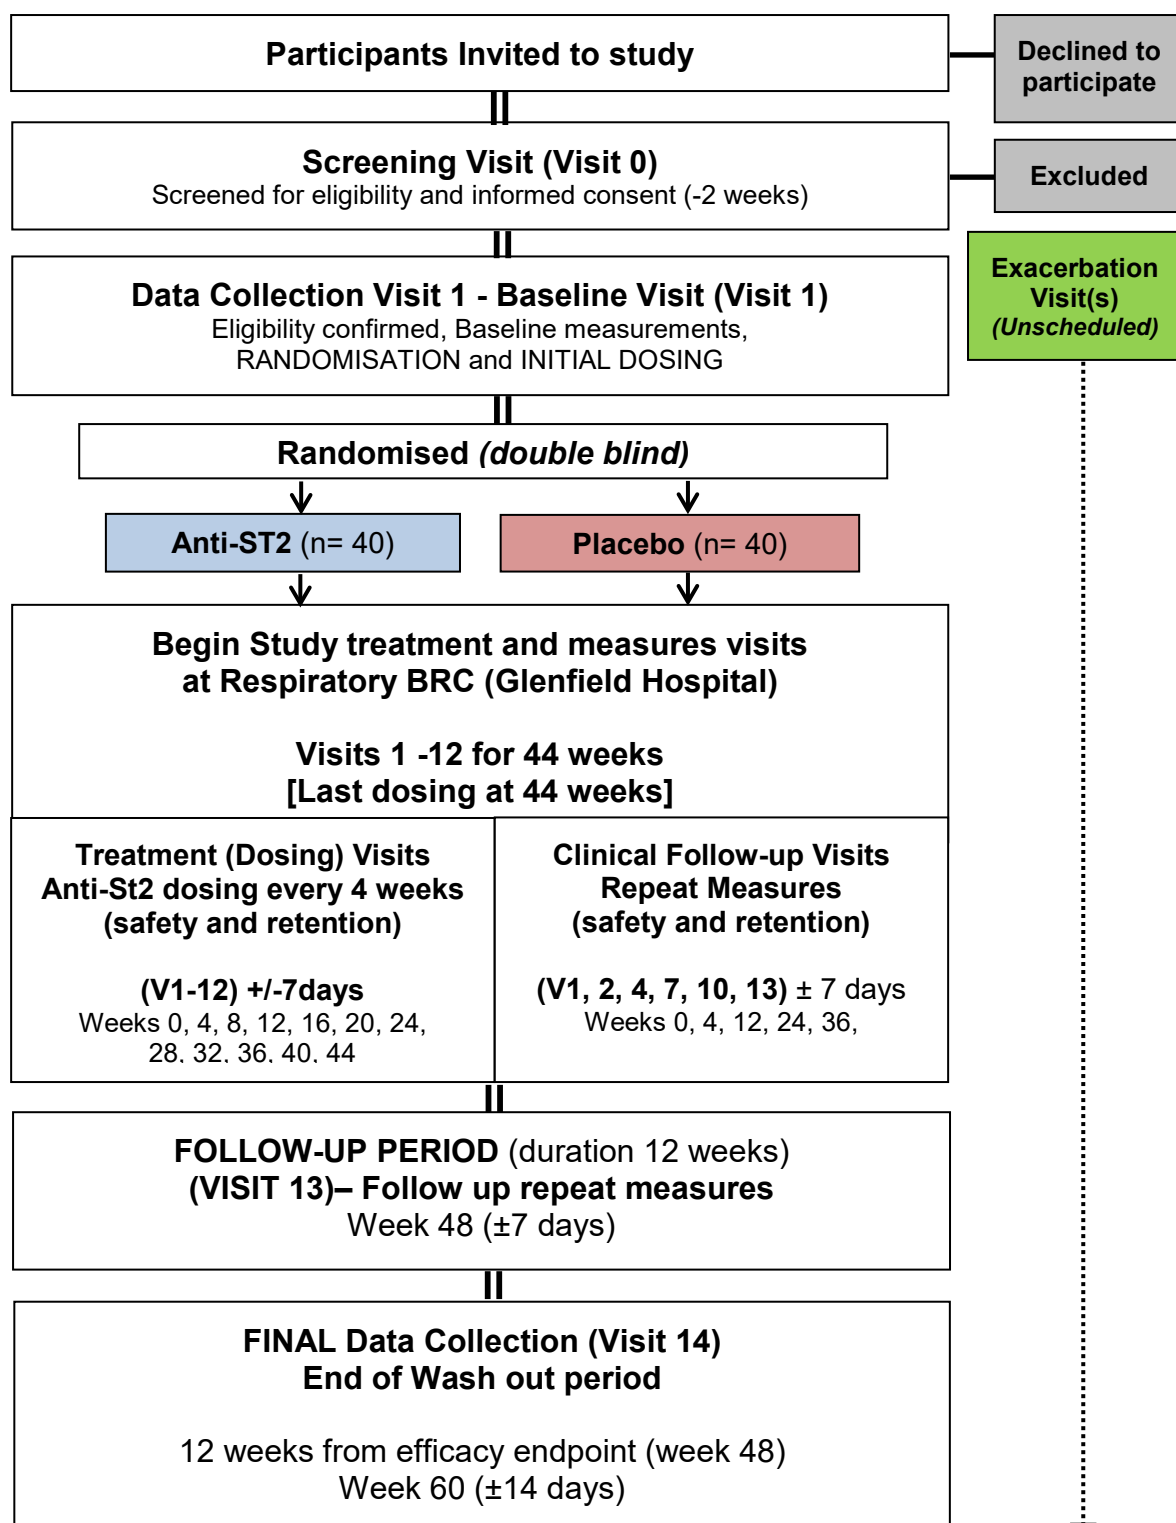 Participants Invited to study
Declined to
participate
Screening Visit (Visit 0)
Screened for eligibility and informed consent (-2 weeks)
Excluded
Exacerbation
Visit(s)
(Unscheduled)
Data Collection Visit 1 - Baseline Visit (Visit 1)
Eligibility confirmed, Baseline measurements,
RANDOMISATION and INITIAL DOSING
Randomised (double blind)
Anti-ST2 (n= 40)
Placebo (n= 40)
Begin Study treatment and measures visits
at Respiratory BRC (Glenfield Hospital)
Visits 1 -12 for 44 weeks
[Last dosing at 44 weeks]
Treatment (Dosing) Visits
Anti-St2 dosing every 4 weeks
(safety and retention)
(V1-12) +/-7days
Weeks 0, 4, 8, 12, 16, 20, 24,
28, 32, 36, 40, 44
Clinical Follow-up Visits
Repeat Measures
(safety and retention)
(V1, 2, 4, 7, 10, 13) ± 7 days
Weeks 0, 4, 12, 24, 36,
FOLLOW-UP PERIOD (duration 12 weeks)
(VISIT 13)– Follow up repeat measures
Week 48 (±7 days)
FINAL Data Collection (Visit 14)
End of Wash out period
12 weeks from efficacy endpoint (week 48)
Week 60 (±14 days)